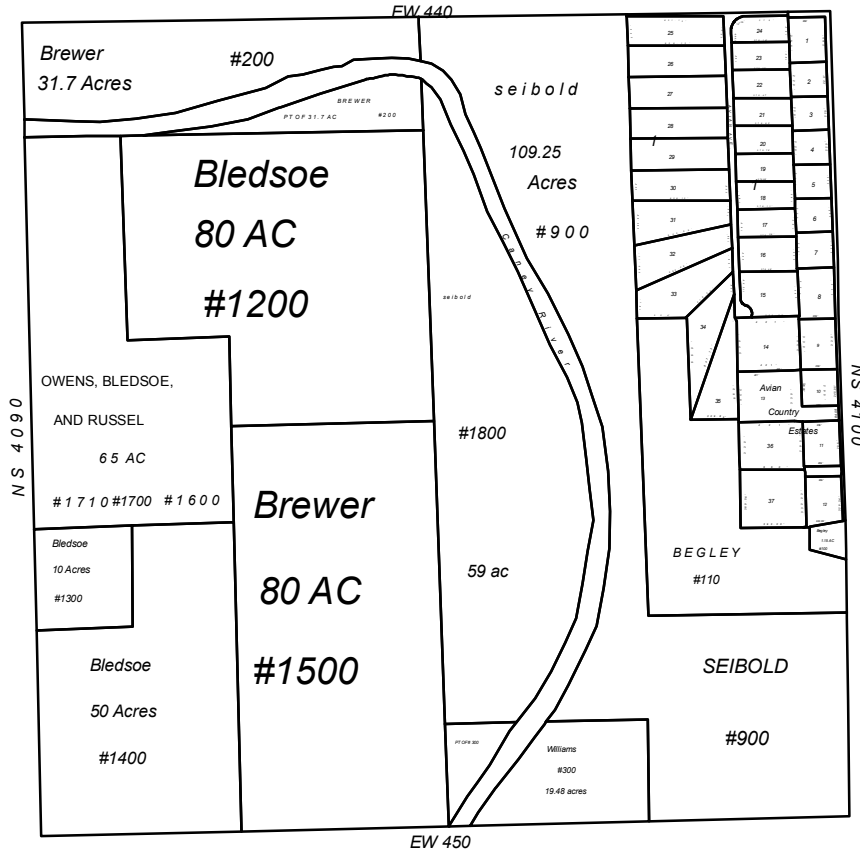 EW 440
Brewer
31.7 Acres
#200
BREWER
PT OF 31.7 AC #200
seibold
109.25
Acres
#900
Bledsoe
80 AC
#1200
seibold
Caney River
OWENS, BLEDSOE,
AND RUSSEL
65 AC
#1710 #1700 #1600
NS 4090
NS 4100
#1800
59 ac
Brewer
80 AC
#1500
Bledsoe
10 Acres
#1300
Bledsoe
50 Acres
#1400
BEGLEY
#110
SEIBOLD
#900
PT OF # 300
Williams
#300
19.48 acres
Avian
Country
Estates
I
I
25
26
27
28
29
30
31
32
33
34
35
24
23
22
21
20
19
18
17
16
15
14
13
36
37
1
2
3
4
5
6
7
8
9
10
11
12
Begley
EW 450